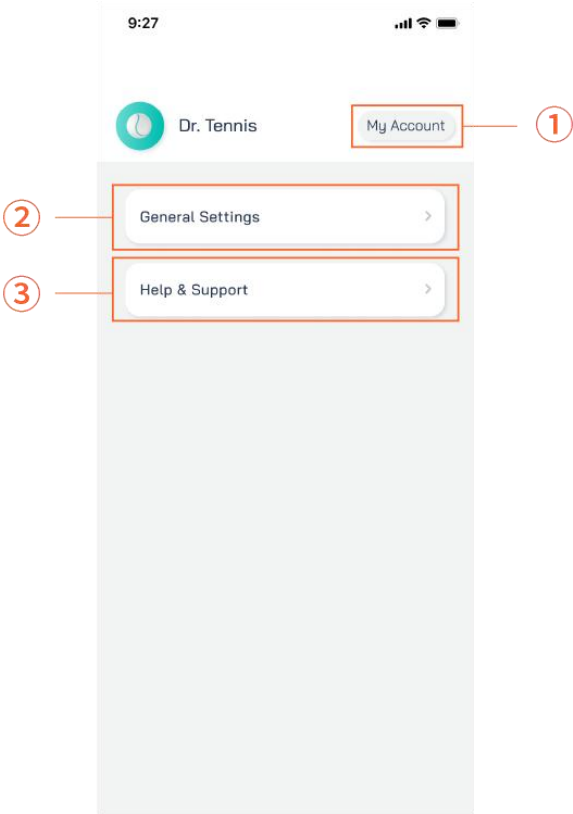 9:27
Dr. Tennis
My Account
1
2
General Settings
3
Help & Support